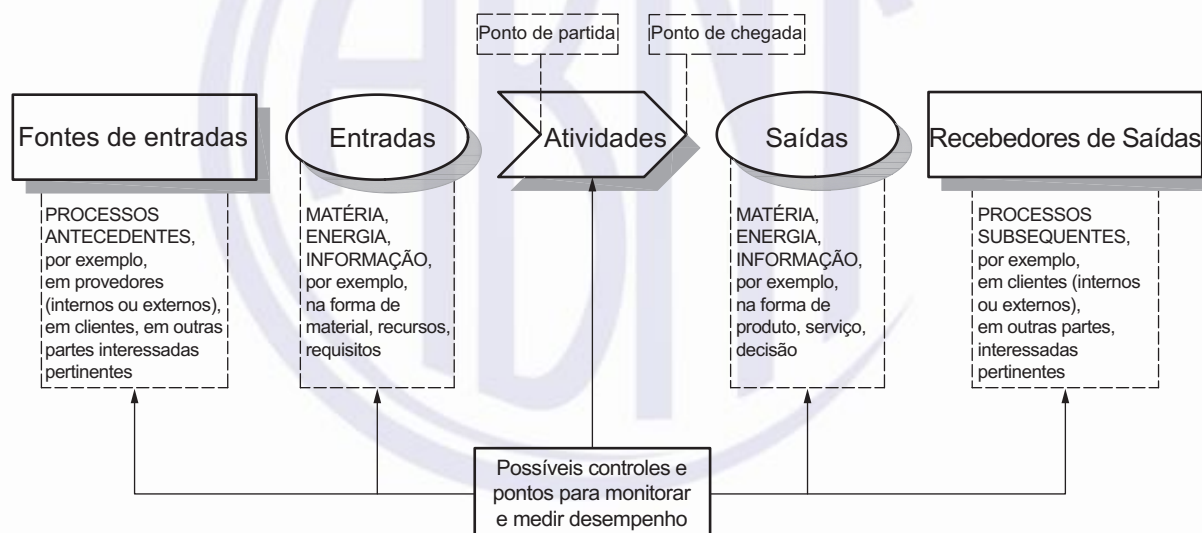 Ponto de partida
Ponto de chegada
Fontes de entradas
Entradas
Atividades
Saídas
Recebedores de Saídas
PROCESSOS
ANTECEDENTES,
por exemplo,
em provedores
(internos ou externos),
em clientes, em outras
partes interessadas
pertinentes
MATÉRIA,
ENERGIA,
INFORMAÇÃO,
por exemplo,
na forma de
material, recursos,
requisitos
MATÉRIA,
ENERGIA,
INFORMAÇÃO,
por exemplo,
na forma de
produto, serviço,
decisão
PROCESSOS
SUBSEQUENTES,
por exemplo,
em clientes (internos
ou externos),
em outras partes,
interessadas
pertinentes
Possíveis controles e
pontos para monitorar
e medir desempenho
ABNT